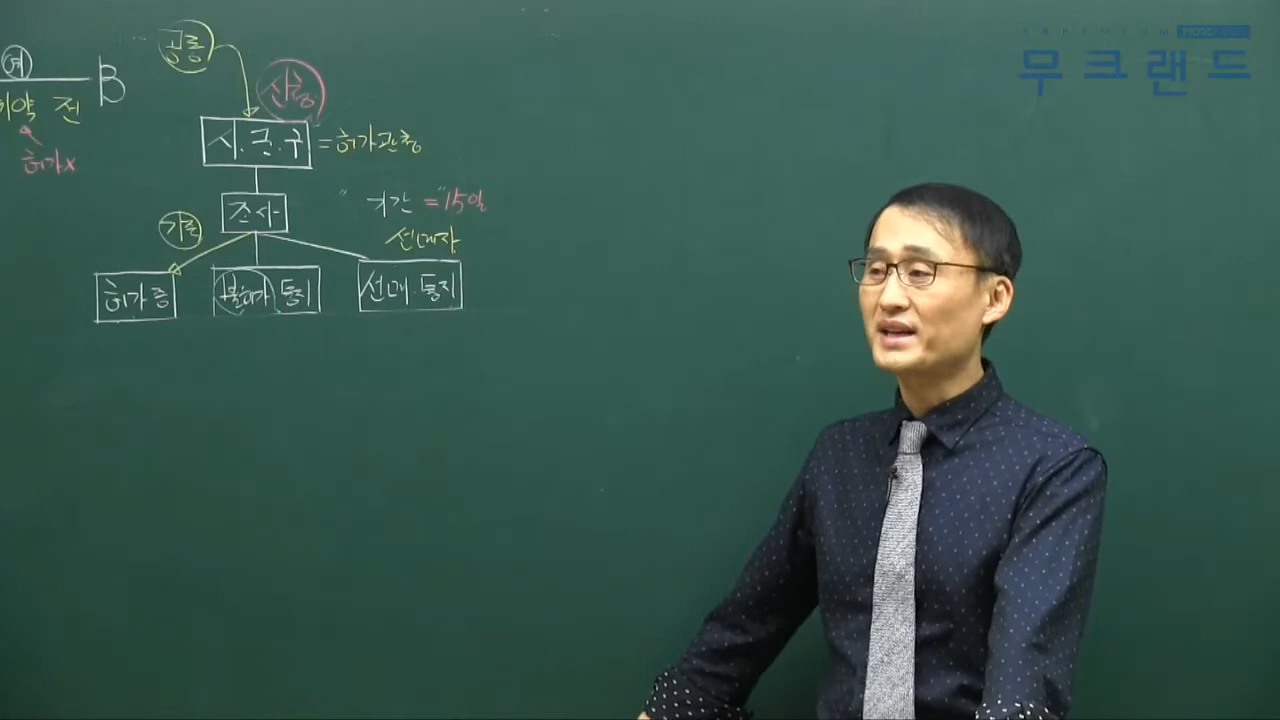 예
계약 전
허가x
B
공통
신청
시.군.구 = 허가관청
조사
"기간"=15일
선매자
기준
허가증
불허가 통지
선매.통지
무크랜드